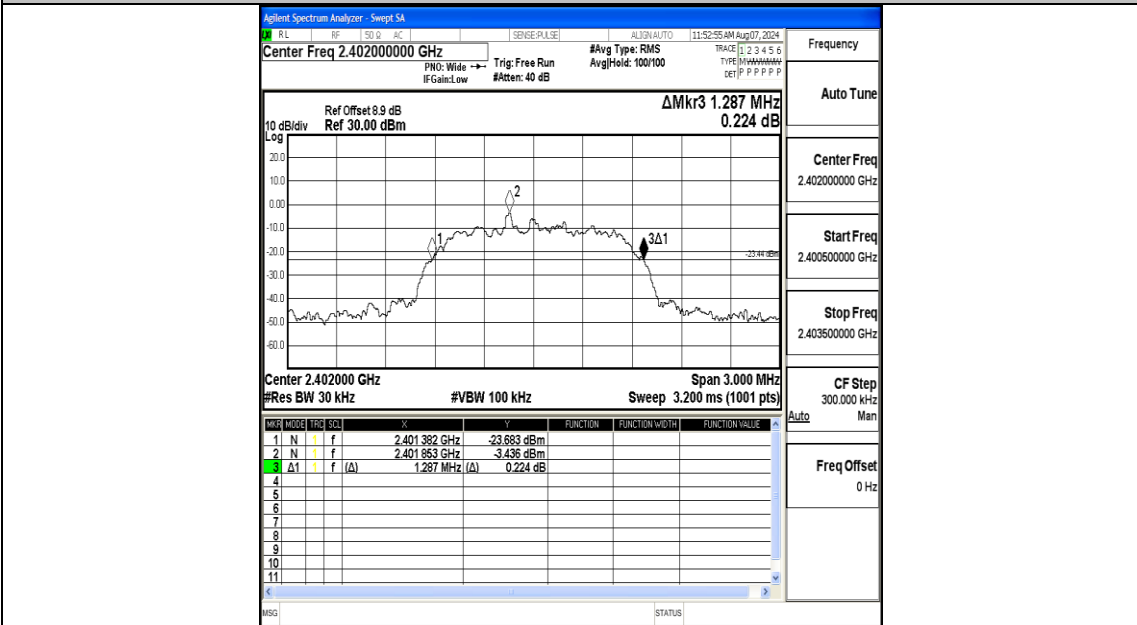 Agilent Spectrum Analyzer - Swept SA
RL RF 50 Ω AC SENSE:PULSE ALIGN AUTO 11:52:55 AM Aug 07, 2024
Center Freq 2.402000000 GHz
#Avg Type: RMS
TRACE 1 2 3 4 5 6
PNO: Wide Trig: Free Run
Avg|Hold: 100/100
TYPE
IFGain:Low #Atten: 40 dB
DET P P P P P P
Frequency
Auto Tune
ΔMkr3 1.287 MHz
0.224 dB
Ref Offset 8.9 dB
10 dB/div Ref 30.00 dBm
Log
20.0
10.0
0.00
-10.0
-20.0
-30.0
-40.0
-50.0
-60.0
1
2
3Δ1
-23.44 dBm
Center 2.402000 GHz Span 3.000 MHz
#Res BW 30 kHz #VBW 100 kHz Sweep 3.200 ms (1001 pts)
Center Freq
2.402000000 GHz
Start Freq
2.400500000 GHz
Stop Freq
2.403500000 GHz
CF Step
300.000 kHz
Auto Man
Freq Offset
0 Hz
MKR MODE TRC SCL X Y FUNCTION FUNCTION WIDTH FUNCTION VALUE
1 N 1 f 2.401 382 GHz -23.683 dBm
2 N 1 f 2.401 853 GHz -3.436 dBm
3 Δ1 1 f (Δ) 1.287 MHz (Δ) 0.224 dB
4
5
6
7
8
9
10
11
MSG STATUS